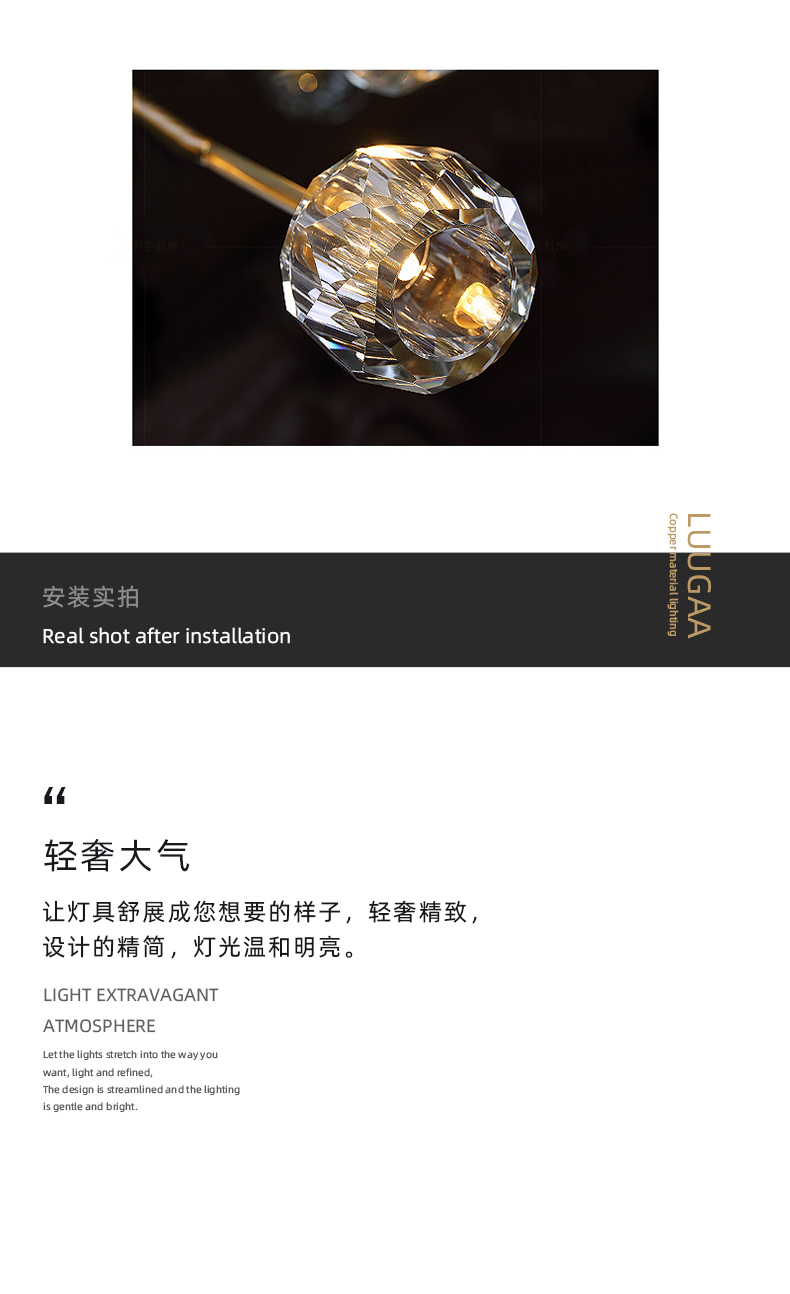 LUUGAA
Copper material lighting
安装实拍
Real shot after installation
“
轻奢大气
让灯具舒展成您想要的样子，轻奢精致，
设计的精简，灯光温和明亮。
LIGHT EXTRAVAGANT
ATMOSPHERE
Let the lights stretch into the way you
want, light and refined,
The design is streamlined and the lighting
is gentle and bright.